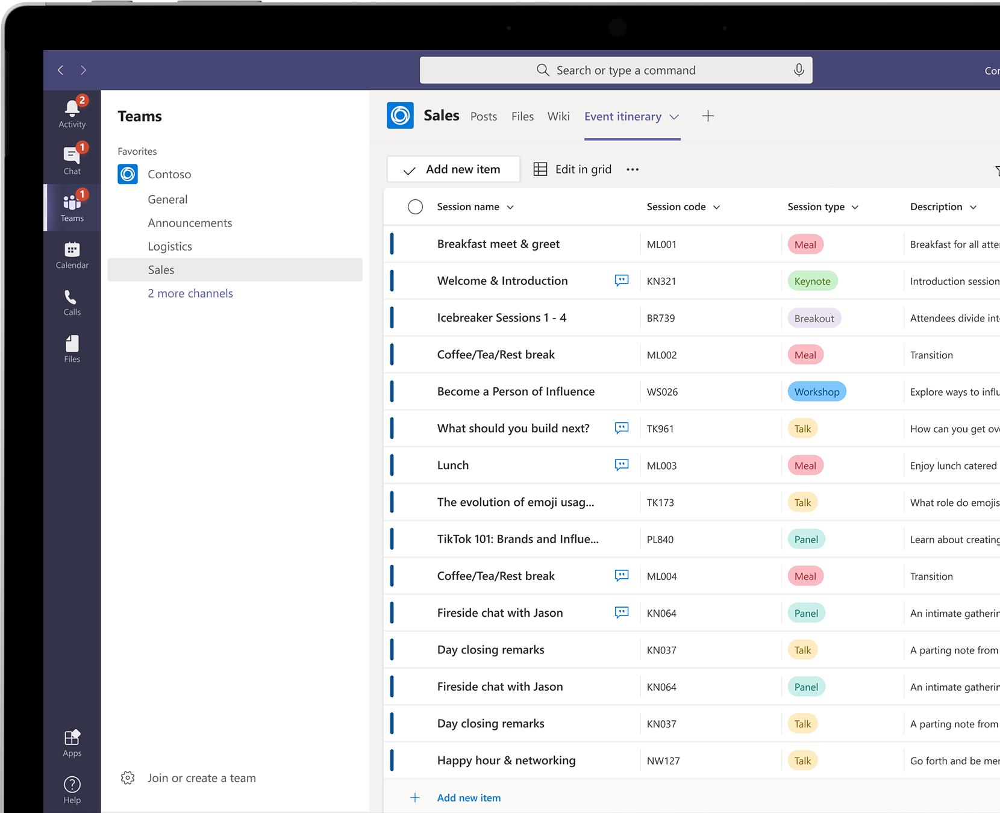 Search or type a command
2
Activity
1
Chat
1
Teams
Calendar
Calls
Files
Apps
Help
Teams
Favorites
Contoso
General
Announcements
Logistics
Sales
2 more channels
Join or create a team
Sales Posts Files Wiki Event itinerary
Add new item Edit in grid
Session name Session code Session type Description
Breakfast meet & greet ML001 Meal Breakfast for all
Welcome & Introduction KN321 Keynote Introduction session
Icebreaker Sessions 1 - 4 BR739 Breakout Attendees divide
Coffee/Tea/Rest break ML002 Meal Transition
Become a Person of Influence WS026 Workshop Explore ways to
What should you build next? TK961 Talk How can you get
Lunch ML003 Meal Enjoy lunch catered
The evolution of emoji usag... TK173 Talk What role do emojis
TikTok 101: Brands and Influe... PL840 Panel Learn about creating
Coffee/Tea/Rest break ML004 Meal Transition
Fireside chat with Jason KN064 Panel An intimate
Day closing remarks KN037 Talk A parting note from
Fireside chat with Jason KN064 Panel An intimate
Day closing remarks KN037 Talk A parting note from
Happy hour & networking NW127 Talk Go forth and be
Add new item